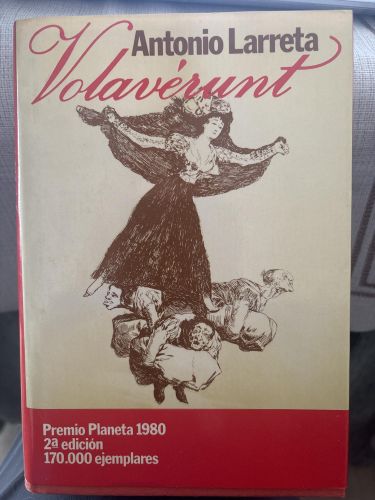 Antonio Larreta
Volavérunt
Premio Planeta 1980
2ª edición
170.000 ejemplares